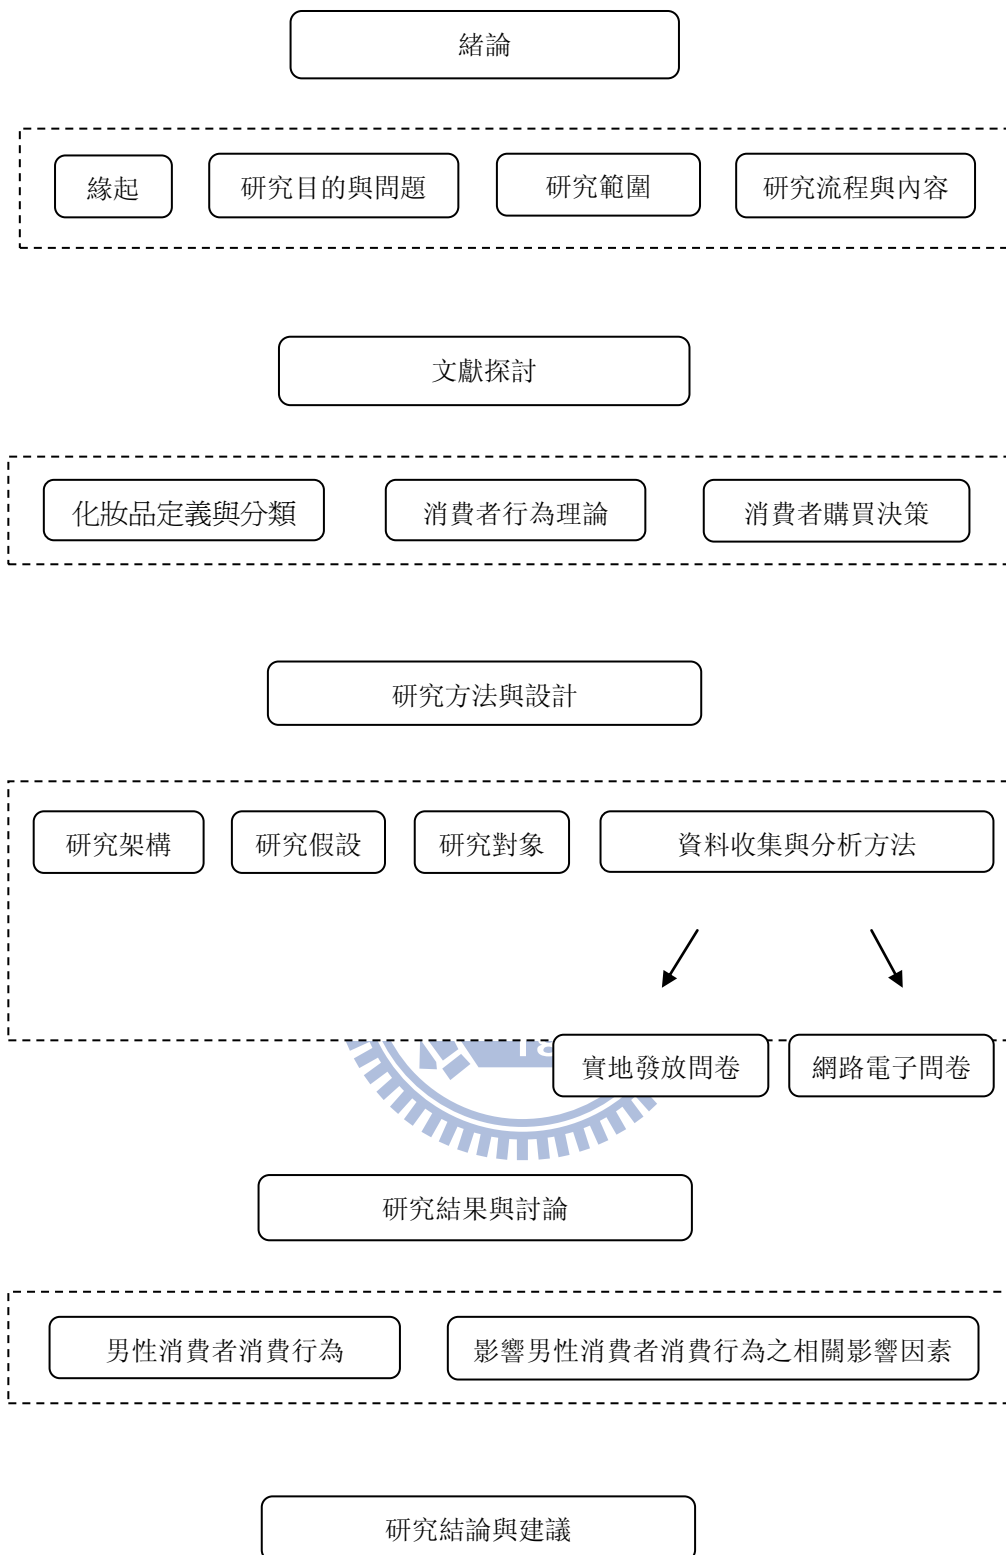 緒論
緣起 研究目的與問題 研究範圍 研究流程與內容
文獻探討
化妝品定義與分類 消費者行為理論 消費者購買決策
研究方法與設計
研究架構 研究假設 研究對象 資料收集與分析方法
實地發放問卷 網路電子問卷
研究結果與討論
男性消費者消費行為 影響男性消費者消費行為之相關影響因素
研究結論與建議